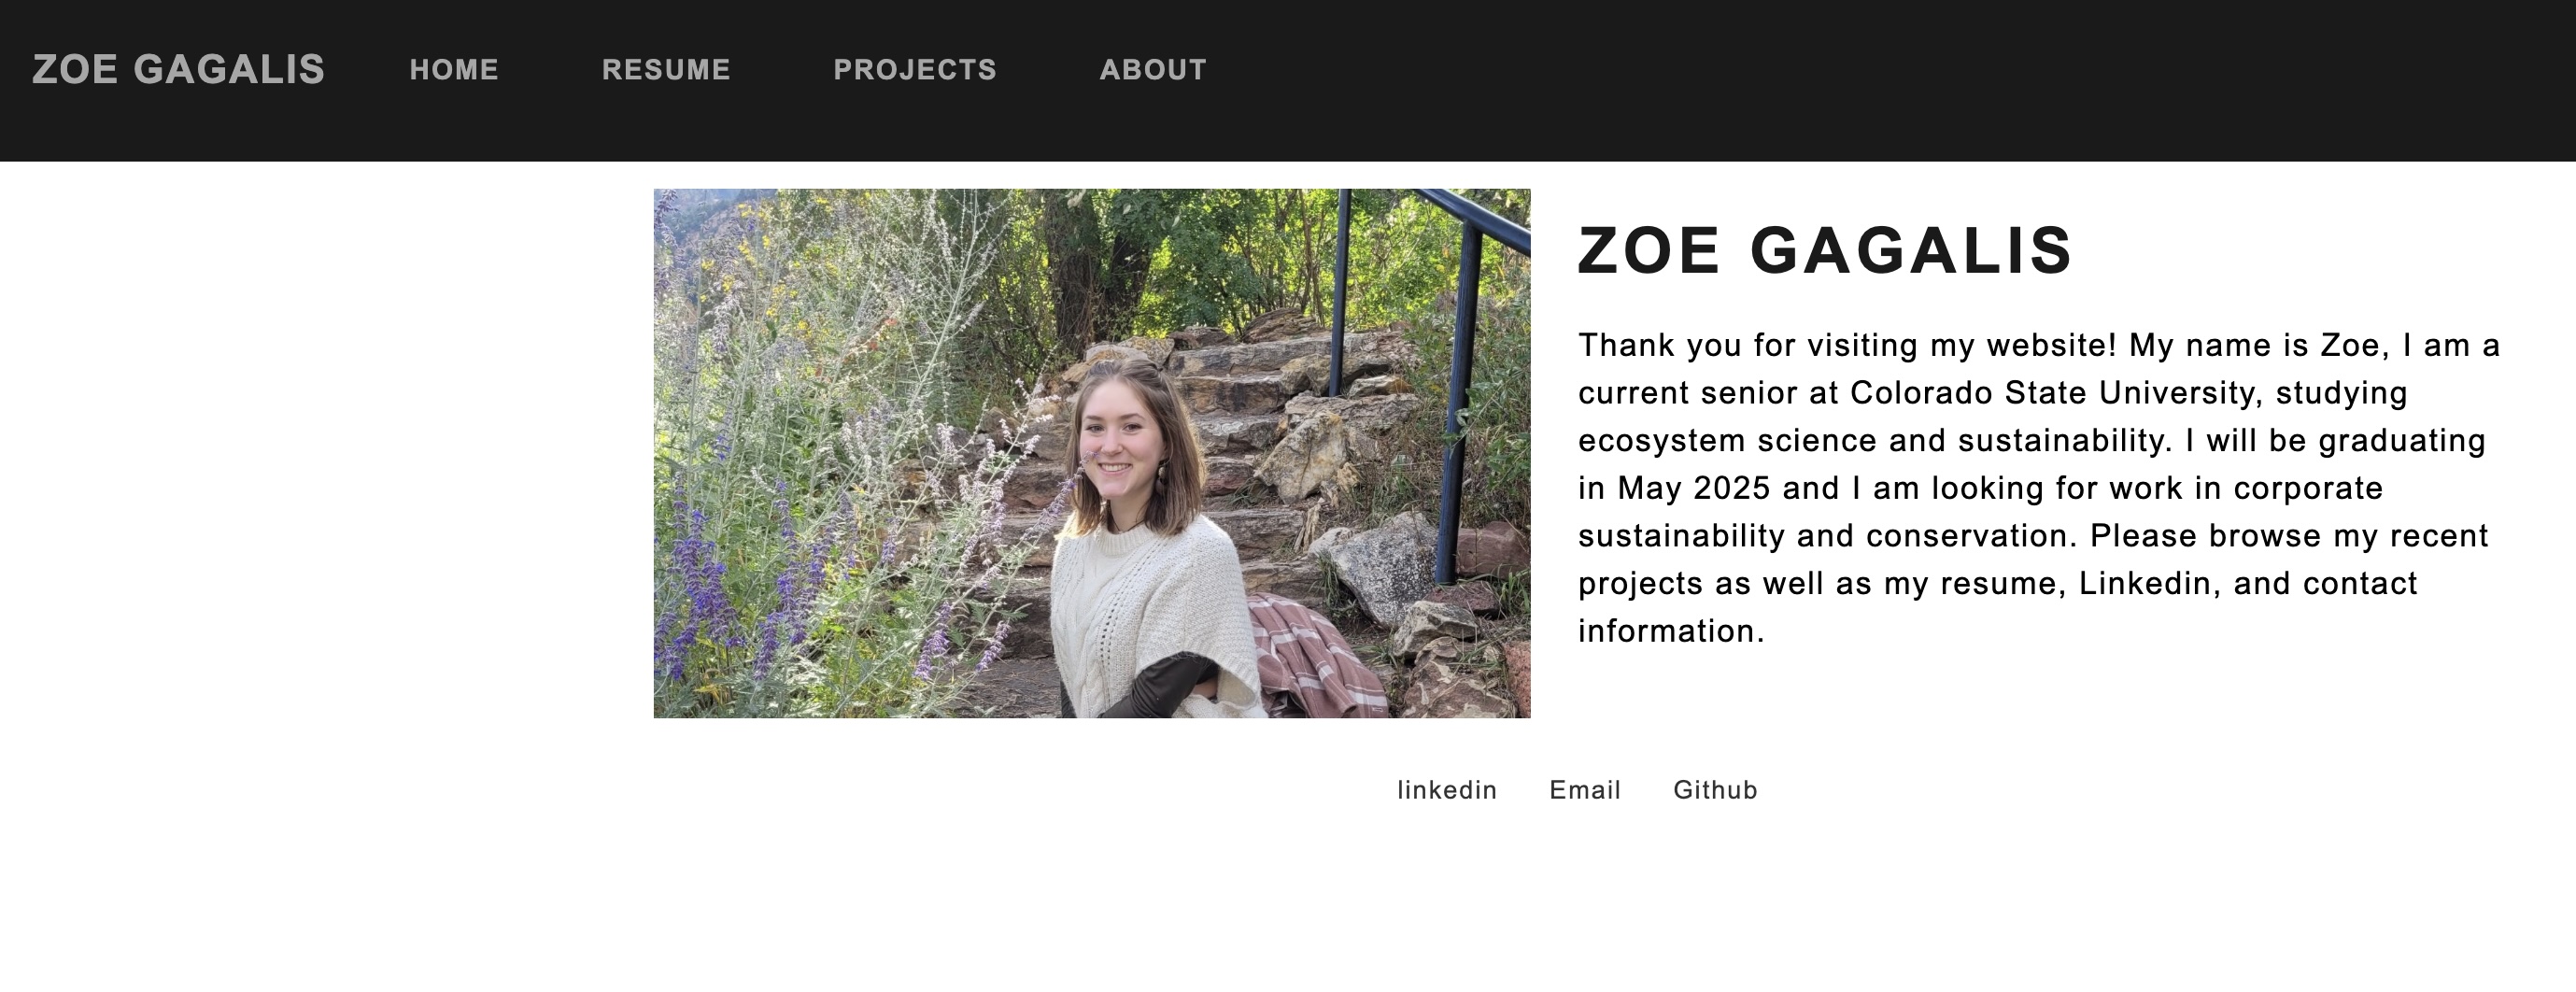 ZOE GAGALIS HOME RESUME PROJECTS ABOUT
ZOE GAGALIS
Thank you for visiting my website! My name is Zoe, I am a
current senior at Colorado State University, studying
ecosystem science and sustainability. I will be graduating
in May 2025 and I am looking for work in corporate
sustainability and conservation. Please browse my recent
projects as well as my resume, Linkedin, and contact
information.
linkedin Email Github